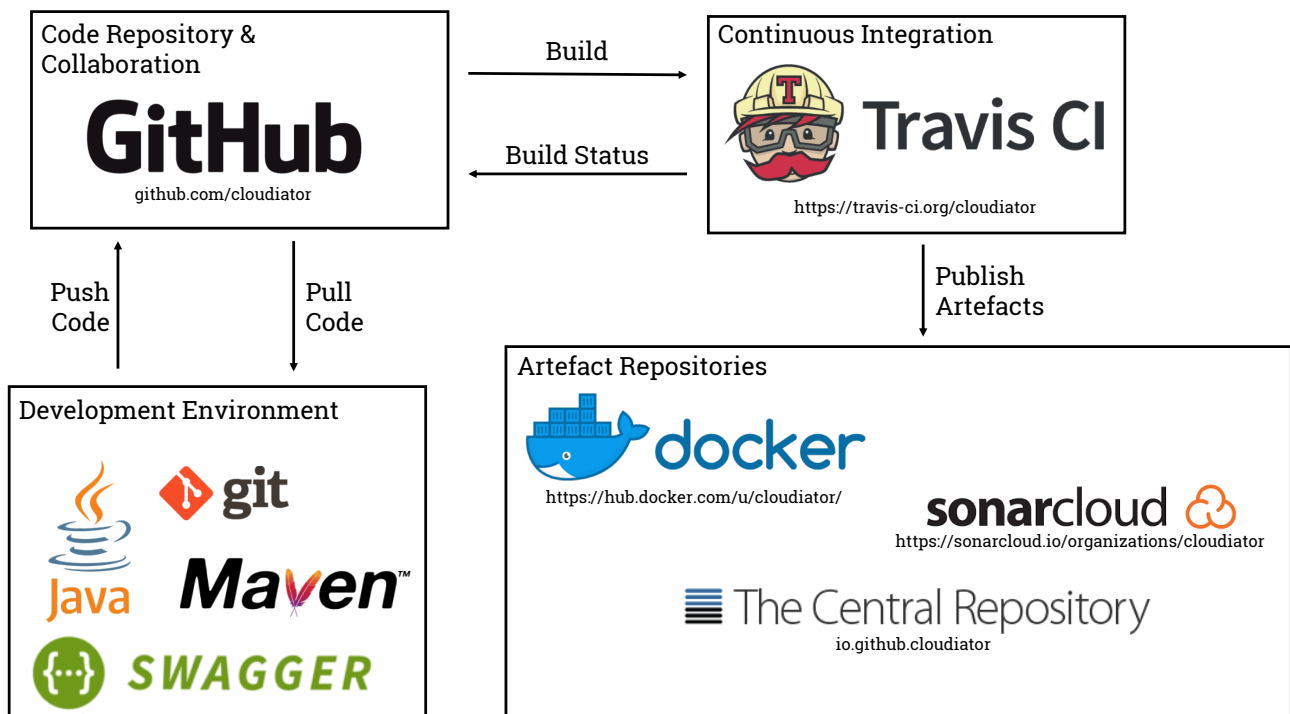 Code Repository &
Collaboration
GitHub
github.com/cloudiator
Build
Build Status
Continuous Integration
T
Travis CI
https://travis-ci.org/cloudiator
Push
Code
Pull
Code
Publish
Artefacts
Development Environment
Java
git
Maven™
{···} SWAGGER
Artefact Repositories
docker
https://hub.docker.com/u/cloudiator/
sonarcloud
https://sonarcloud.io/organizations/cloudiator
The Central Repository
io.github.cloudiator